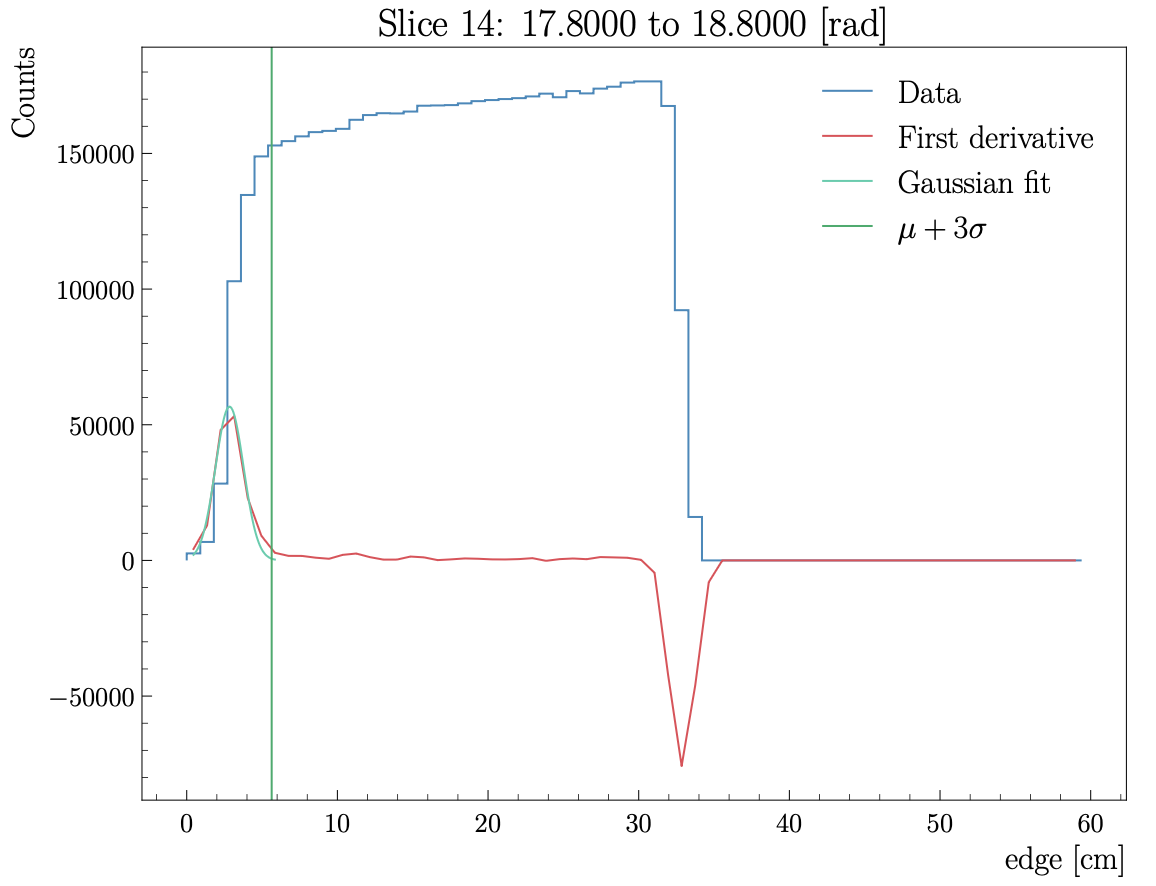 Slice 14: 17.8000 to 18.8000 [rad]
Counts
Data
First derivative
Gaussian fit
μ + 3σ
150000
100000
50000
0
−50000
0 10 20 30 40 50 60
edge [cm]